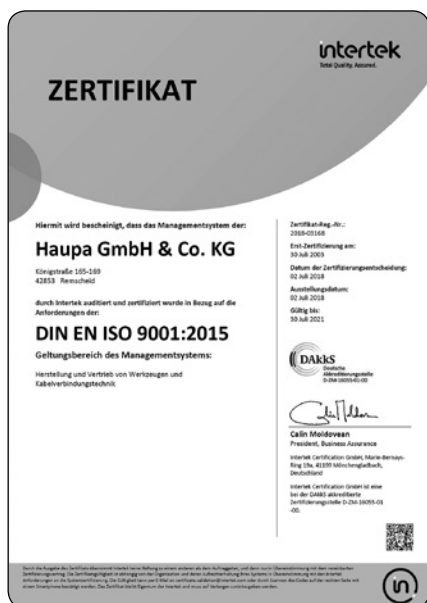 intertek
Total Quality. Assured.
ZERTIFIKAT
Hiermit wird bescheinigt, dass das Managementsystem der:
Haupa GmbH & Co. KG
Königstraße 165-169
42853 Remscheid
durch Intertek auditiert und zertifiziert wurde in Bezug auf die
Anforderungen der:
DIN EN ISO 9001:2015
Geltungsbereich des Managementsystems:
Herstellung und Vertrieb von Werkzeugen und
Kabelverbindungstechnik
Zertifikat-Reg.-Nr.:
2018-03168
Erst-Zertifizierung am:
30 Juli 2003
Datum der Zertifizierungsentscheidung:
02 Juli 2018
Ausstellungsdatum:
02 Juli 2018
Gültig bis:
30 Juli 2021
DAkkS
Deutsche
Akkreditierungsstelle
D-ZM-16055-01-00
Calin Moldovean
President, Business Assurance
Intertek Certification GmbH, Marie-Bernays-
Ring 19a, 41199 Mönchengladbach,
Deutschland
Intertek Certification GmbH ist eine
bei der DAkkS akkreditierte
Zertifizierungsstelle D-ZM-16055-01
-00.
in